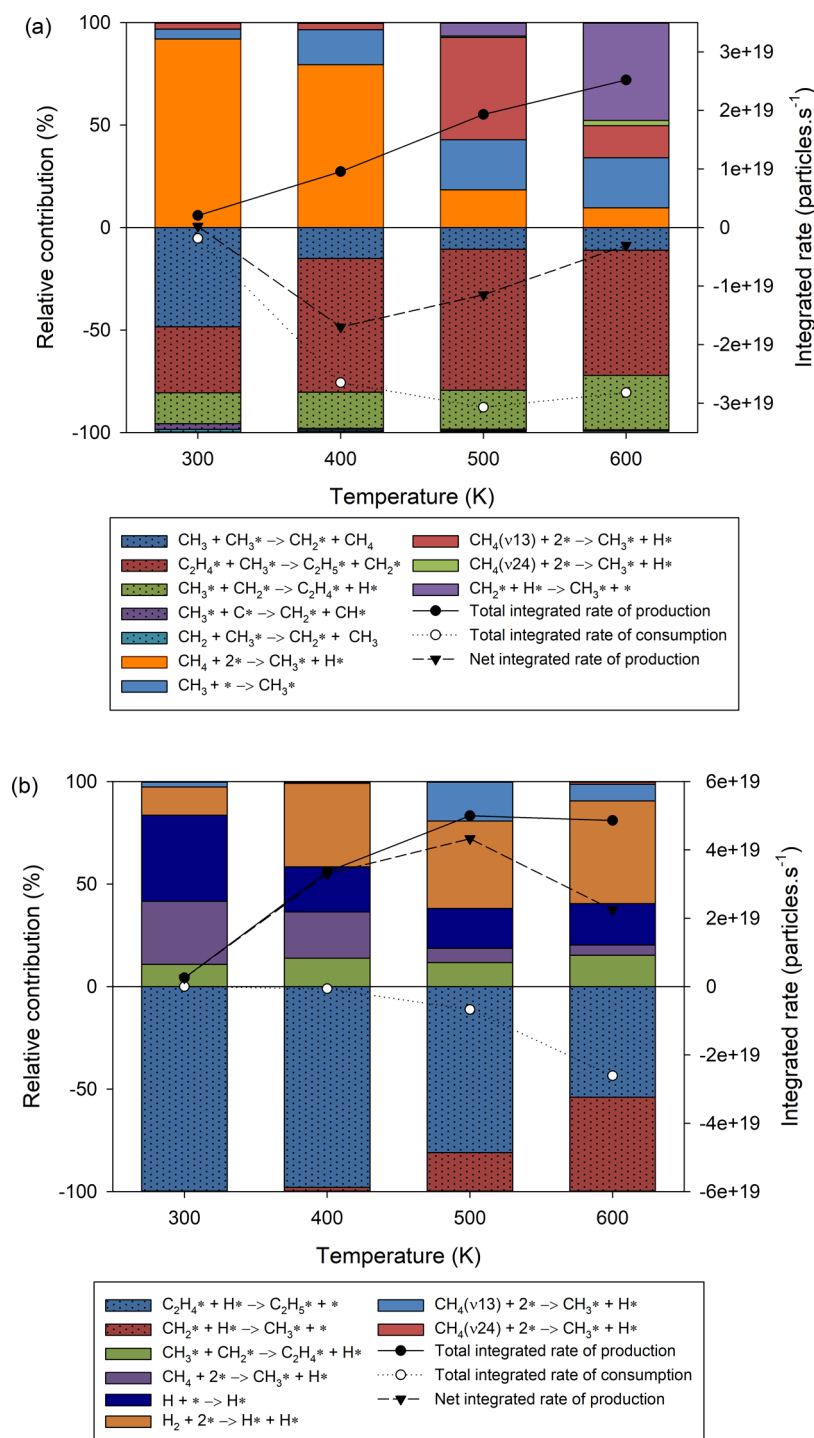 (a)
100
50
0
-50
-100
Relative contribution (%)
3e+19
2e+19
1e+19
0
-1e+19
-2e+19
-3e+19
Integrated rate (particles.s⁻¹)
300 400 500 600
Temperature (K)
CH₃ + CH₃* –> CH₂* + CH₄
C₂H₄* + CH₃* –> C₂H₅* + CH₂*
CH₃* + CH₂* –> C₂H₄* + H*
CH₃* + C* –> CH₂* + CH*
CH₂ + CH₃* –> CH₂* + CH₃
CH₄ + 2* –> CH₃* + H*
CH₃ + * –> CH₃*
CH₄(ν13) + 2* –> CH₃* + H*
CH₄(ν24) + 2* –> CH₃* + H*
CH₂* + H* –> CH₃* + *
Total integrated rate of production
Total integrated rate of consumption
Net integrated rate of production
(b)
100
50
0
-50
-100
Relative contribution (%)
6e+19
4e+19
2e+19
0
-2e+19
-4e+19
-6e+19
Integrated rate (particles.s⁻¹)
300 400 500 600
Temperature (K)
C₂H₄* + H* –> C₂H₅* + *
CH₂* + H* –> CH₃* + *
CH₃* + CH₂* –> C₂H₄* + H*
CH₄ + 2* –> CH₃* + H*
H + * –> H*
H₂ + 2* –> H* + H*
CH₄(ν13) + 2* –> CH₃* + H*
CH₄(ν24) + 2* –> CH₃* + H*
Total integrated rate of production
Total integrated rate of consumption
Net integrated rate of production